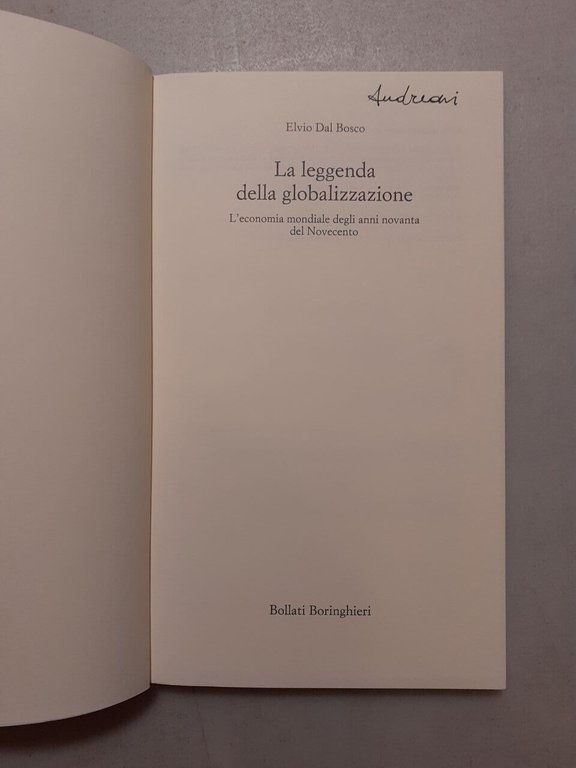 Andreani
Elvio Dal Bosco
La leggenda
della globalizzazione
L'economia mondiale degli anni novanta
del Novecento
Bollati Boringhieri